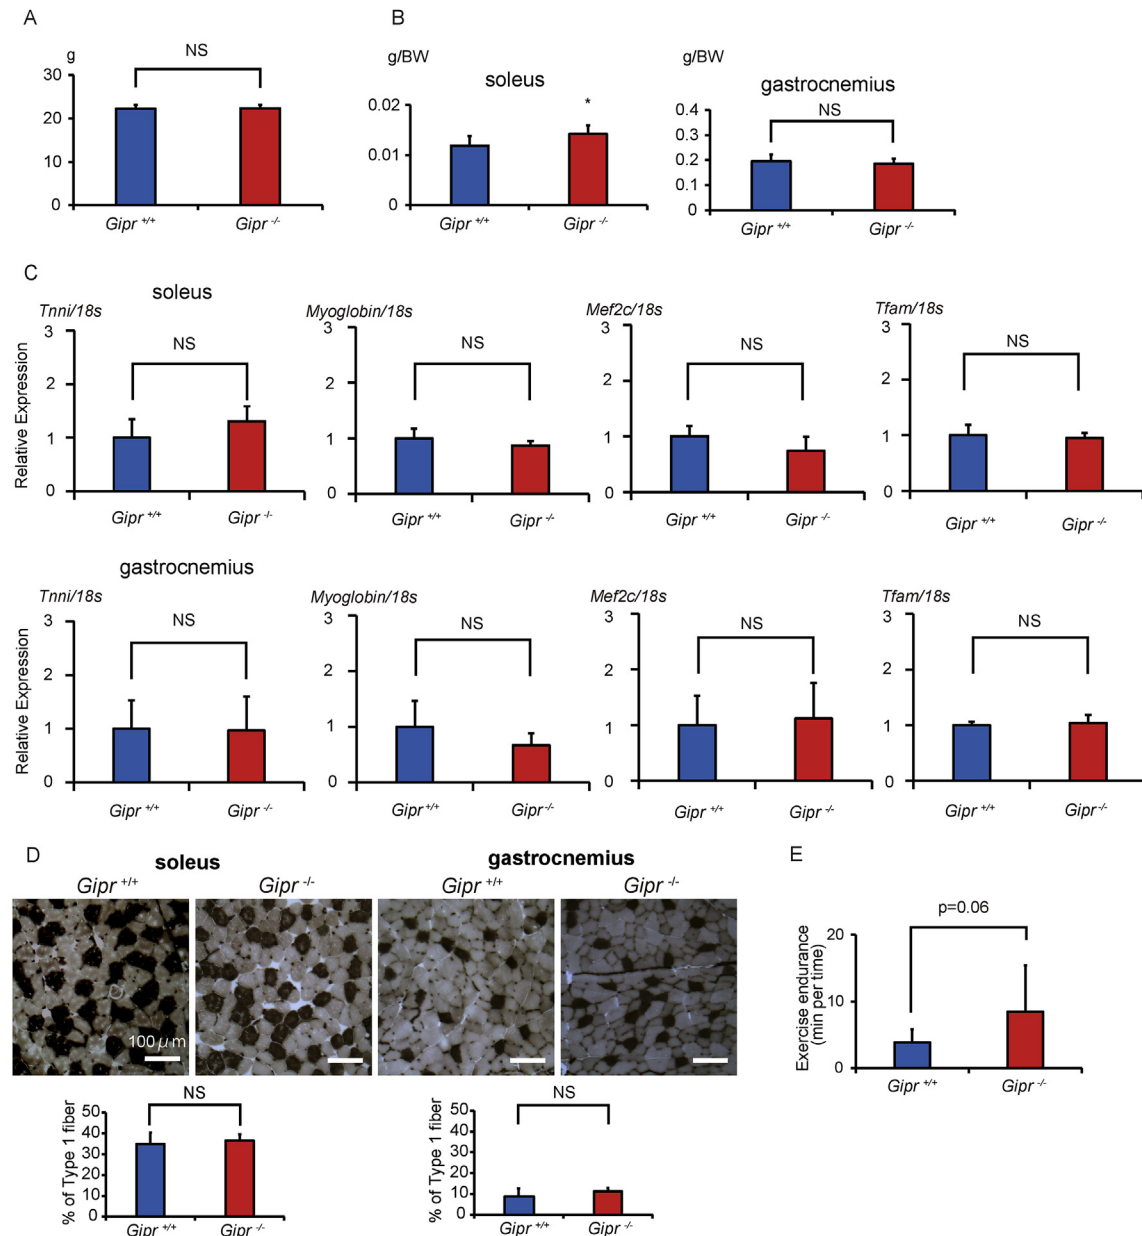 A
B
g
NS
30
20
10
0
Gipr +/+
Gipr -/-
g/BW
soleus
0.02
*
0.01
0
Gipr +/+
Gipr -/-
g/BW
gastrocnemius
0.4
NS
0.3
0.2
0.1
0
Gipr +/+
Gipr -/-
C
soleus
Tnni/18s
Relative Expression
3
NS
2
1
0
Gipr +/+
Gipr -/-
Myoglobin/18s
3
NS
2
1
0
Gipr +/+
Gipr -/-
Mef2c/18s
3
NS
2
1
0
Gipr +/+
Gipr -/-
Tfam/18s
3
NS
2
1
0
Gipr +/+
Gipr -/-
gastrocnemius
Tnni/18s
Relative Expression
3
NS
2
1
0
Gipr +/+
Gipr -/-
Myoglobin/18s
3
NS
2
1
0
Gipr +/+
Gipr -/-
Mef2c/18s
3
NS
2
1
0
Gipr +/+
Gipr -/-
Tfam/18s
3
NS
2
1
0
Gipr +/+
Gipr -/-
D
soleus
Gipr +/+
Gipr -/-
100μm
% of Type 1 fiber
NS
50
40
30
20
10
0
Gipr +/+
Gipr -/-
gastrocnemius
Gipr +/+
Gipr -/-
% of Type 1 fiber
NS
50
40
30
20
10
0
Gipr +/+
Gipr -/-
E
p=0.06
Exercise endurance
(min per time)
20
10
0
Gipr +/+
Gipr -/-